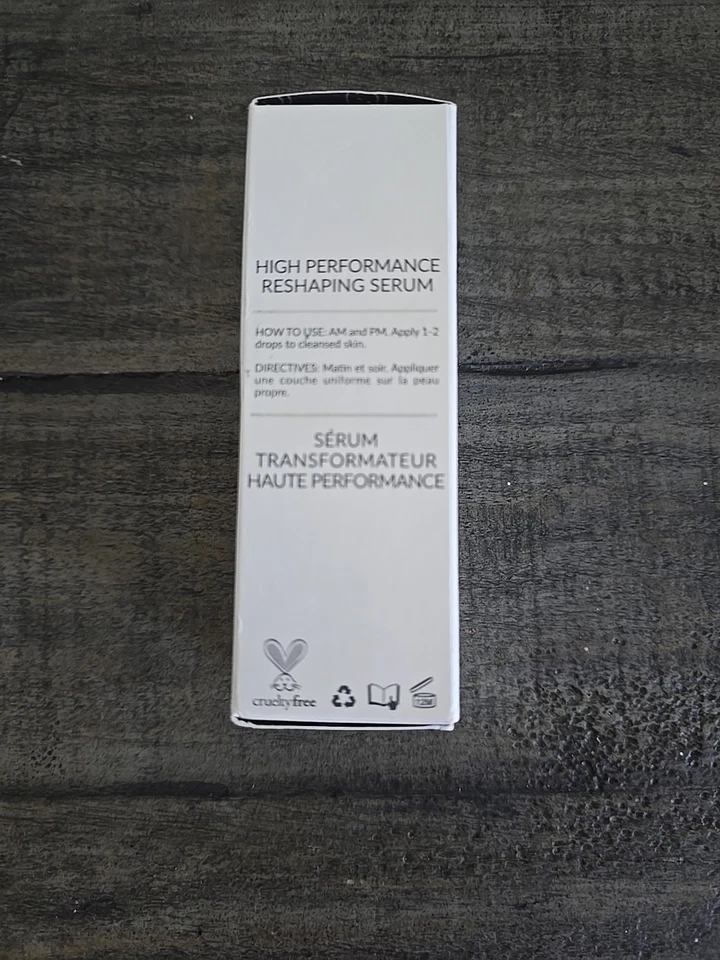 HIGH PERFORMANCE
RESHAPING SERUM
HOW TO USE: AM and PM. Apply 1-2
drops to cleansed skin.
DIRECTIVES: Matin et soir. Appliquer
une couche uniforme sur la peau
propre.
SÉRUM
TRANSFORMATEUR
HAUTE PERFORMANCE
crueltyfree
12M